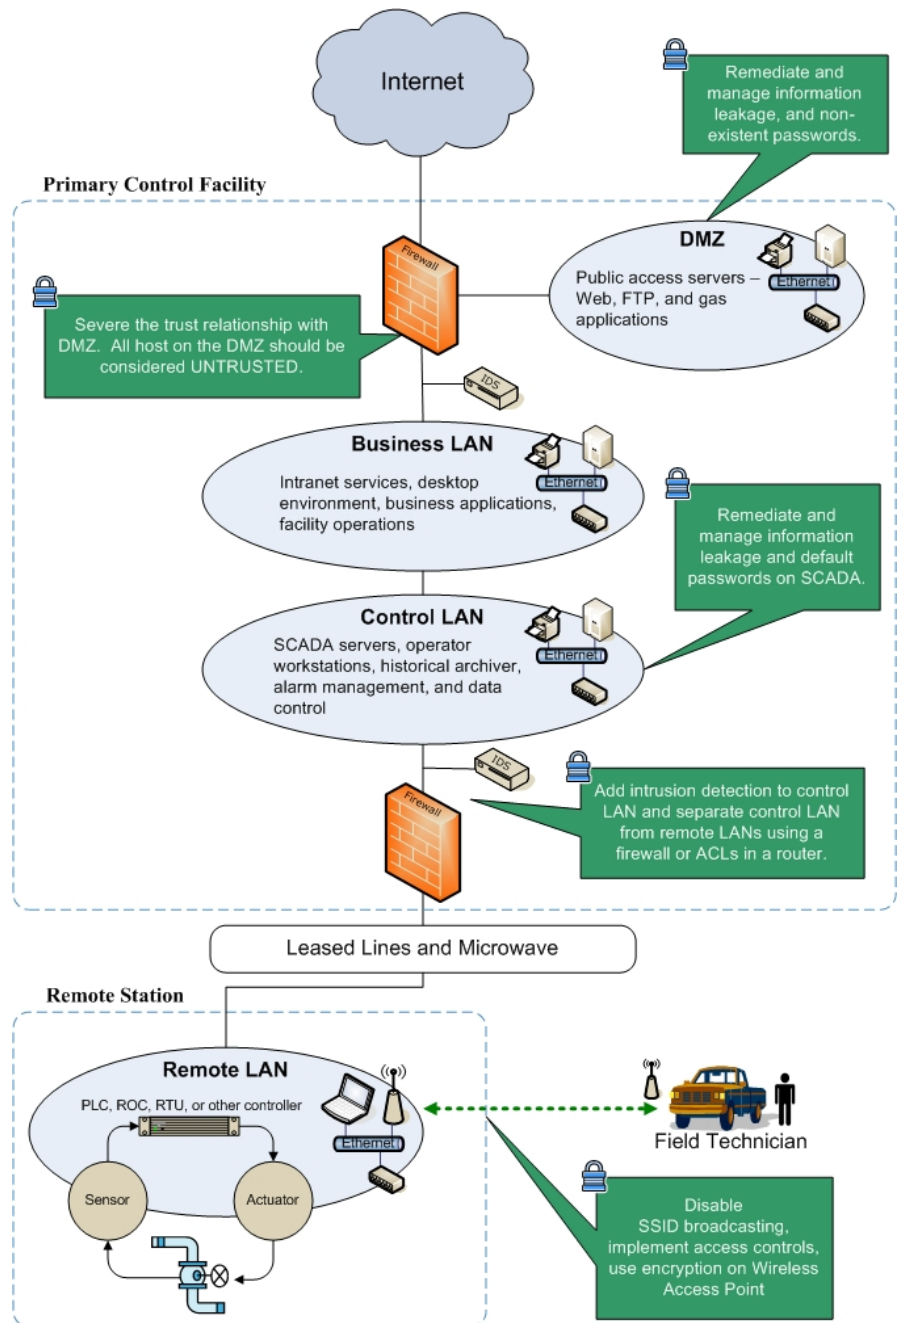 Internet
Remediate and
manage information
leakage, and non-
existent passwords.
Primary Control Facility
Firewall
DMZ
Public access servers –
Web, FTP, and gas
applications
Ethernet
Severe the trust relationship with
DMZ. All host on the DMZ should be
considered UNTRUSTED.
IDS
Business LAN
Intranet services, desktop
environment, business applications,
facility operations
Ethernet
Remediate and
manage information
leakage and default
passwords on SCADA.
Control LAN
SCADA servers, operator
workstations, historical archiver,
alarm management, and data
control
Ethernet
IDS
Firewall
Add intrusion detection to control
LAN and separate control LAN
from remote LANs using a
firewall or ACLs in a router.
Leased Lines and Microwave
Remote Station
Remote LAN
PLC, ROC, RTU, or other controller
Ethernet
Sensor
Actuator
Field Technician
Disable
SSID broadcasting,
implement access controls,
use encryption on Wireless
Access Point